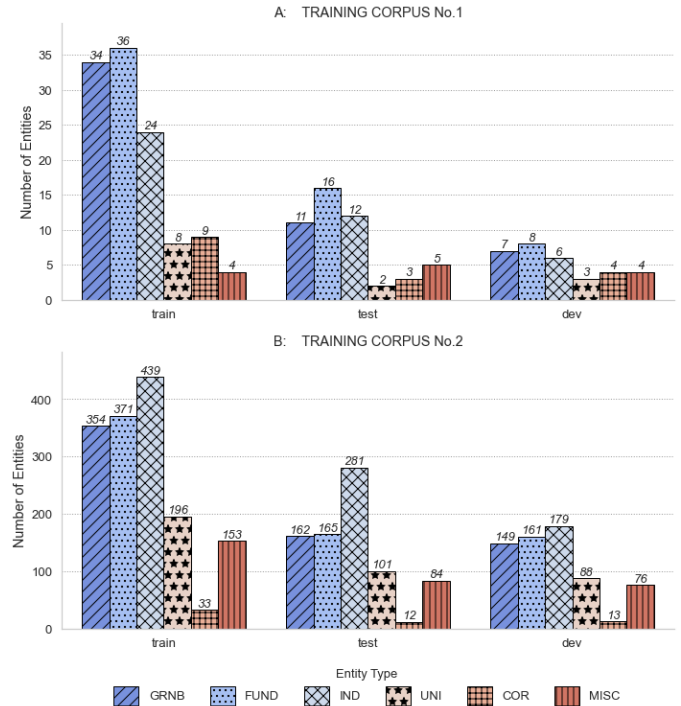 A: TRAINING CORPUS No.1
Number of Entities
35
30
25
20
15
10
5
0
34 36 24 8 9 4
11 16 12 2 3 5
7 8 6 3 4 4
train test dev
B: TRAINING CORPUS No.2
Number of Entities
400
300
200
100
0
354 371 439 196 33 153
162 165 281 101 12 84
149 161 179 88 13 76
train test dev
Entity Type
GRNB FUND IND UNI COR MISC